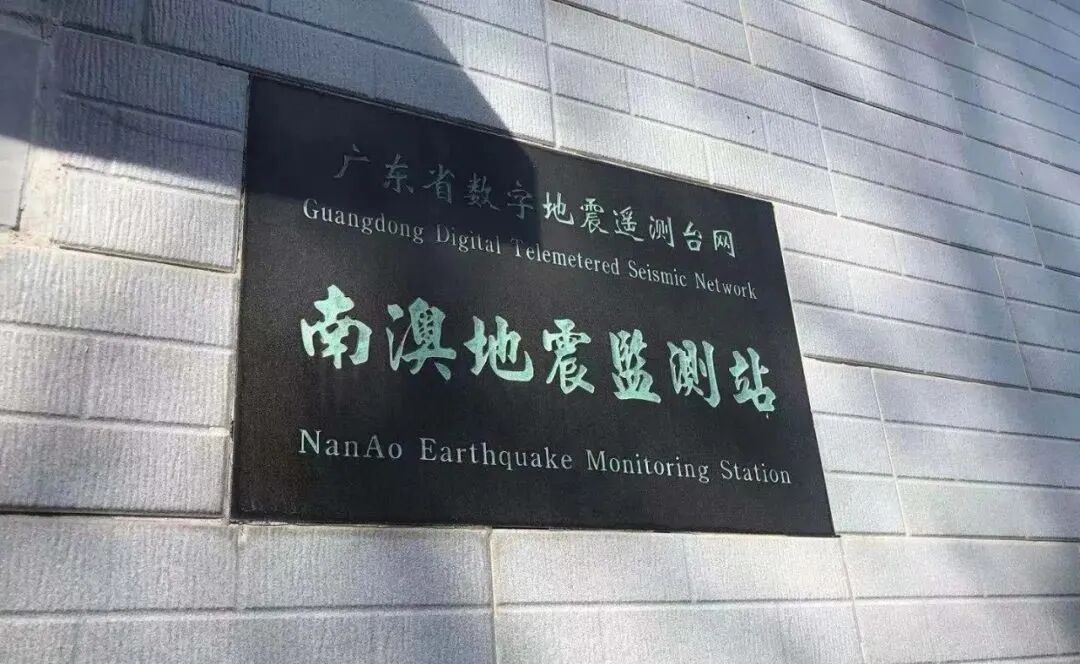 广东省数字地震遥测台网
Guangdong Digital Telemetered Seismic Network
南澳地震监测站
NanAo Earthquake Monitoring Station